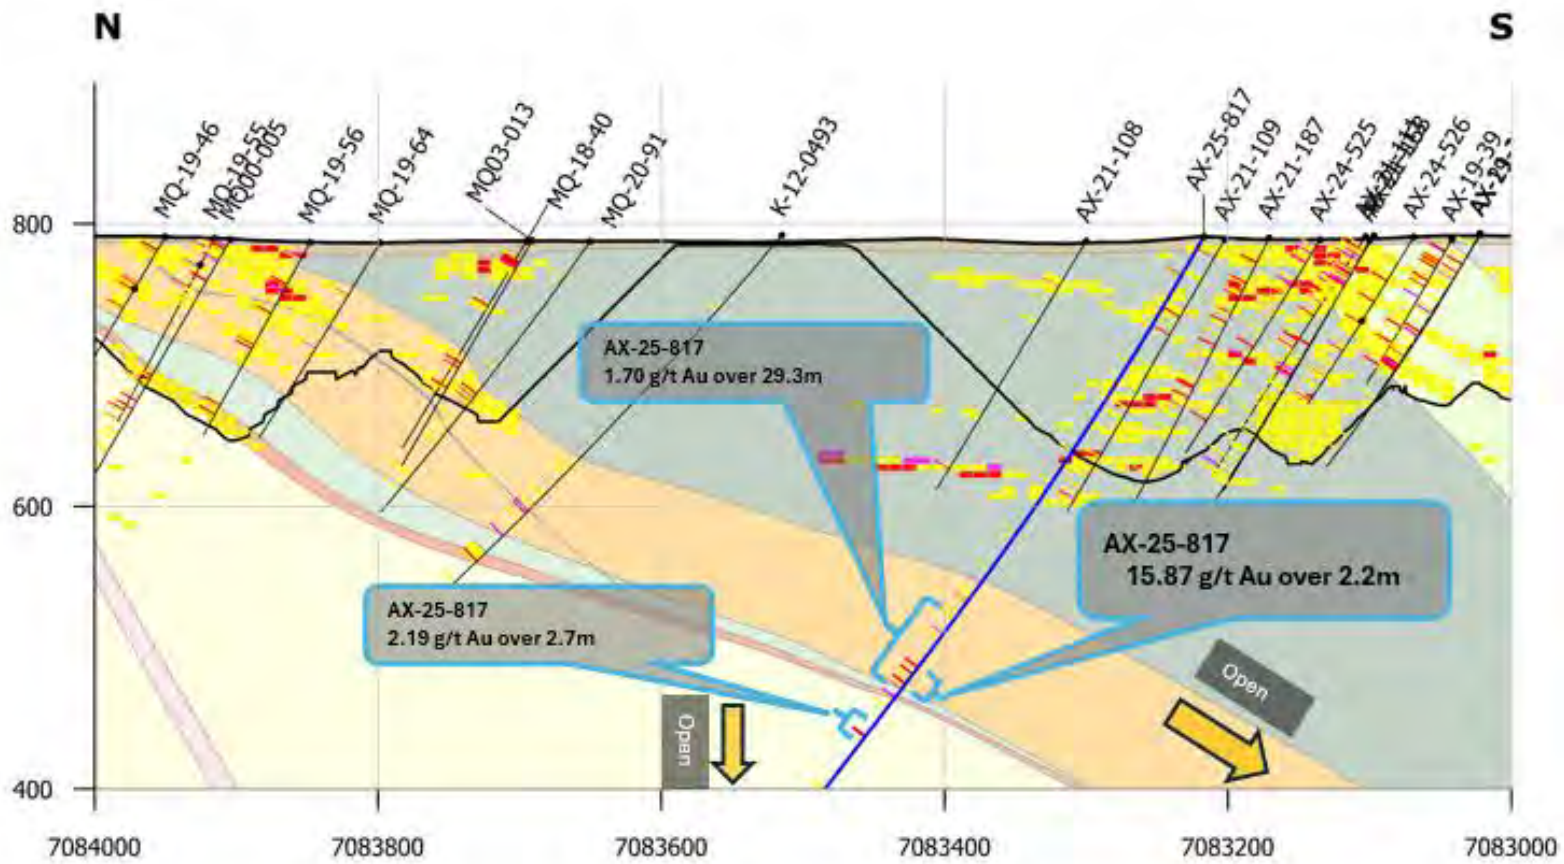 N
S
MQ-19-46
MQ-19-55
MQ00-005
MQ-19-56
MQ-19-64
MQ03-013
MQ-18-40
MQ-20-91
K-12-0493
AX-21-108
AX-25-817
AX-21-109
AX-21-187
AX-24-525
AX-24-526
AX-19-39
800
AX-25-817
1.70 g/t Au over 29.3m
600
AX-25-817
15.87 g/t Au over 2.2m
AX-25-817
2.19 g/t Au over 2.7m
Open
Open
400
7084000
7083800
7083600
7083400
7083200
7083000